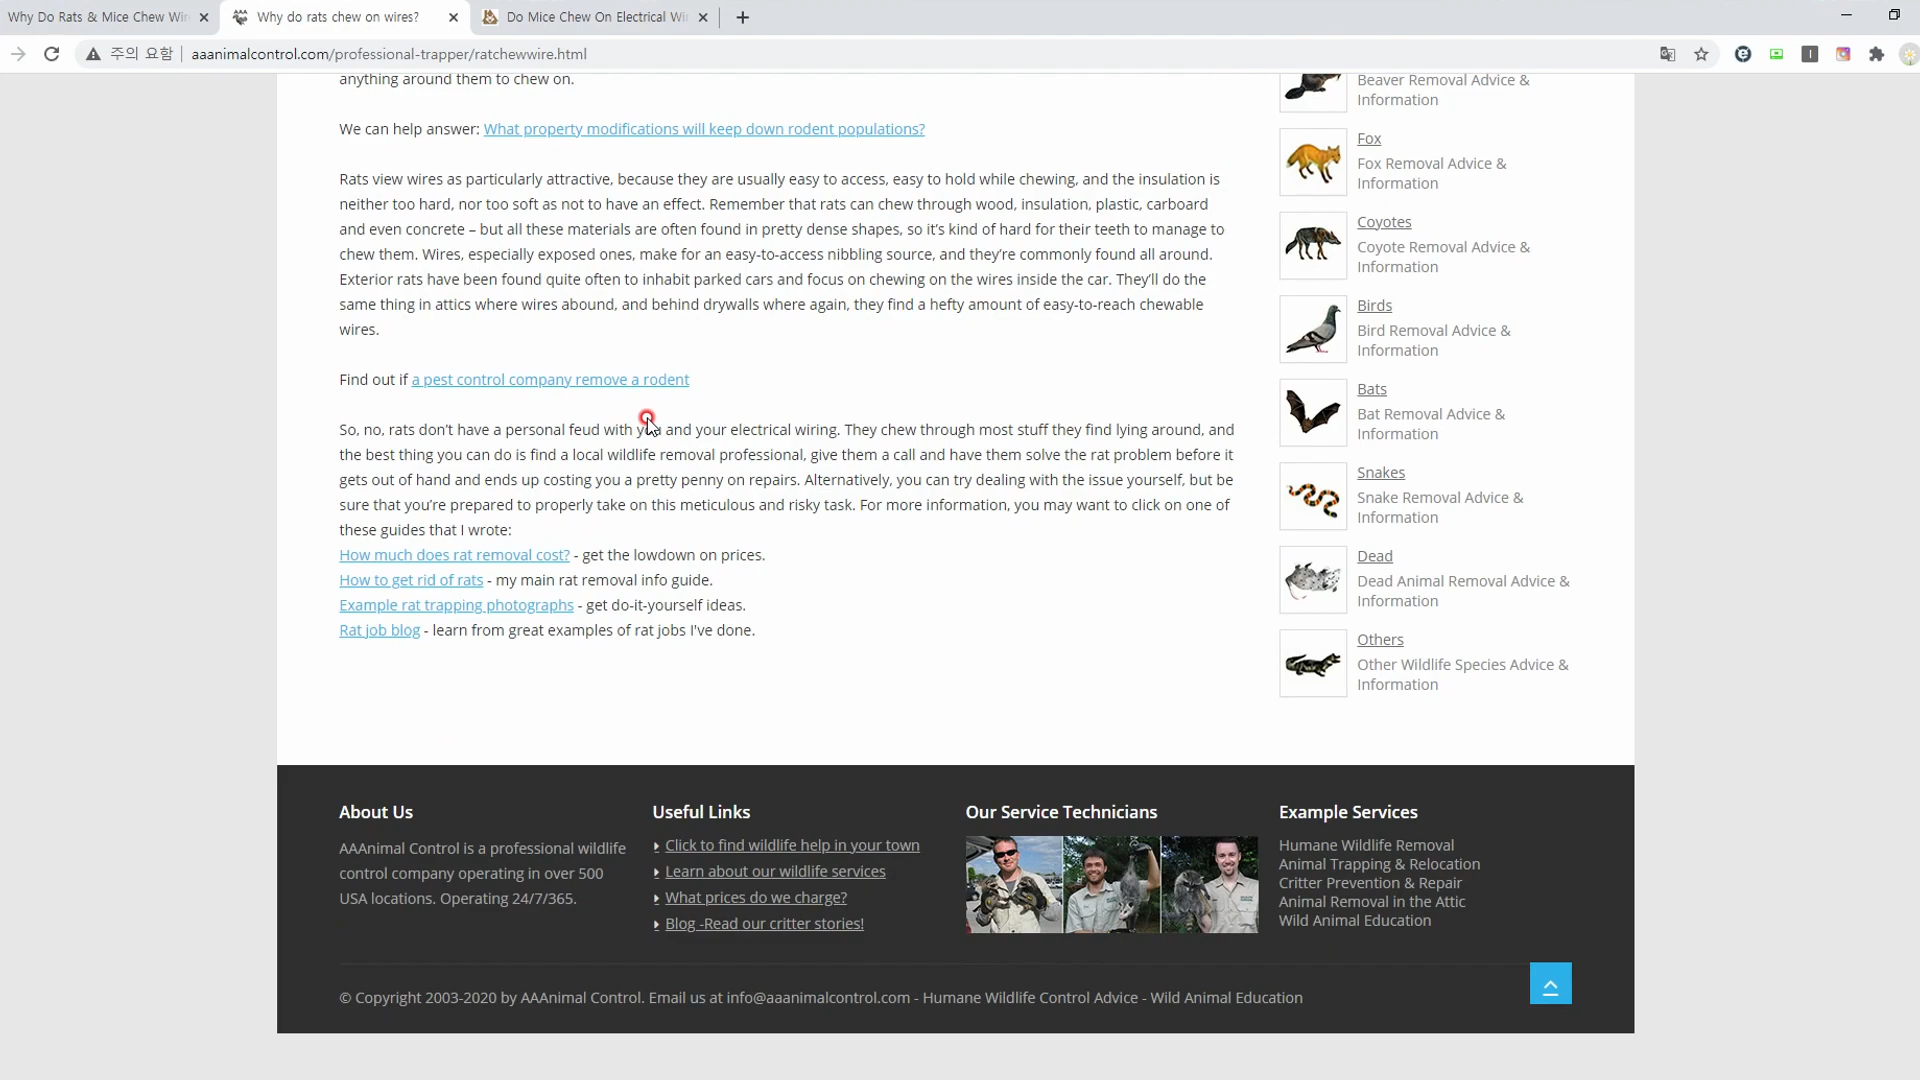 Why Do Rats & Mice Chew Wir
Why do rats chew on wires?
Do Mice Chew On Electrical Wi
주의 요함
aaanimalcontrol.com/professional-trapper/ratchewwire.html
anything around them to chew on.
We can help answer: What property modifications will keep down rodent populations?
Rats view wires as particularly attractive, because they are usually easy to access, easy to hold while chewing, and the insulation is
neither too hard, nor too soft as not to have an effect. Remember that rats can chew through wood, insulation, plastic, carboard
and even concrete – but all these materials are often found in pretty dense shapes, so it's kind of hard for their teeth to manage to
chew them. Wires, especially exposed ones, make for an easy-to-access nibbling source, and they're commonly found all around.
Exterior rats have been found quite often to inhabit parked cars and focus on chewing on the wires inside the car. They'll do the
same thing in attics where wires abound, and behind drywalls where again, they find a hefty amount of easy-to-reach chewable
wires.
Find out if a pest control company remove a rodent
So, no, rats don't have a personal feud with you and your electrical wiring. They chew through most stuff they find lying around, and
the best thing you can do is find a local wildlife removal professional, give them a call and have them solve the rat problem before it
gets out of hand and ends up costing you a pretty penny on repairs. Alternatively, you can try dealing with the issue yourself, but be
sure that you're prepared to properly take on this meticulous and risky task. For more information, you may want to click on one of
these guides that I wrote:
How much does rat removal cost? - get the lowdown on prices.
How to get rid of rats - my main rat removal info guide.
Example rat trapping photographs - get do-it-yourself ideas.
Rat job blog - learn from great examples of rat jobs I've done.
Beaver Removal Advice &
Information
Fox
Fox Removal Advice &
Information
Coyotes
Coyote Removal Advice &
Information
Birds
Bird Removal Advice &
Information
Bats
Bat Removal Advice &
Information
Snakes
Snake Removal Advice &
Information
Dead
Dead Animal Removal Advice &
Information
Others
Other Wildlife Species Advice &
Information
About Us
AAAnimal Control is a professional wildlife
control company operating in over 500
USA locations. Operating 24/7/365.
Useful Links
Click to find wildlife help in your town
Learn about our wildlife services
What prices do we charge?
Blog -Read our critter stories!
Our Service Technicians
Example Services
Humane Wildlife Removal
Animal Trapping & Relocation
Critter Prevention & Repair
Animal Removal in the Attic
Wild Animal Education
© Copyright 2003-2020 by AAAnimal Control. Email us at info@aaanimalcontrol.com - Humane Wildlife Control Advice - Wild Animal Education